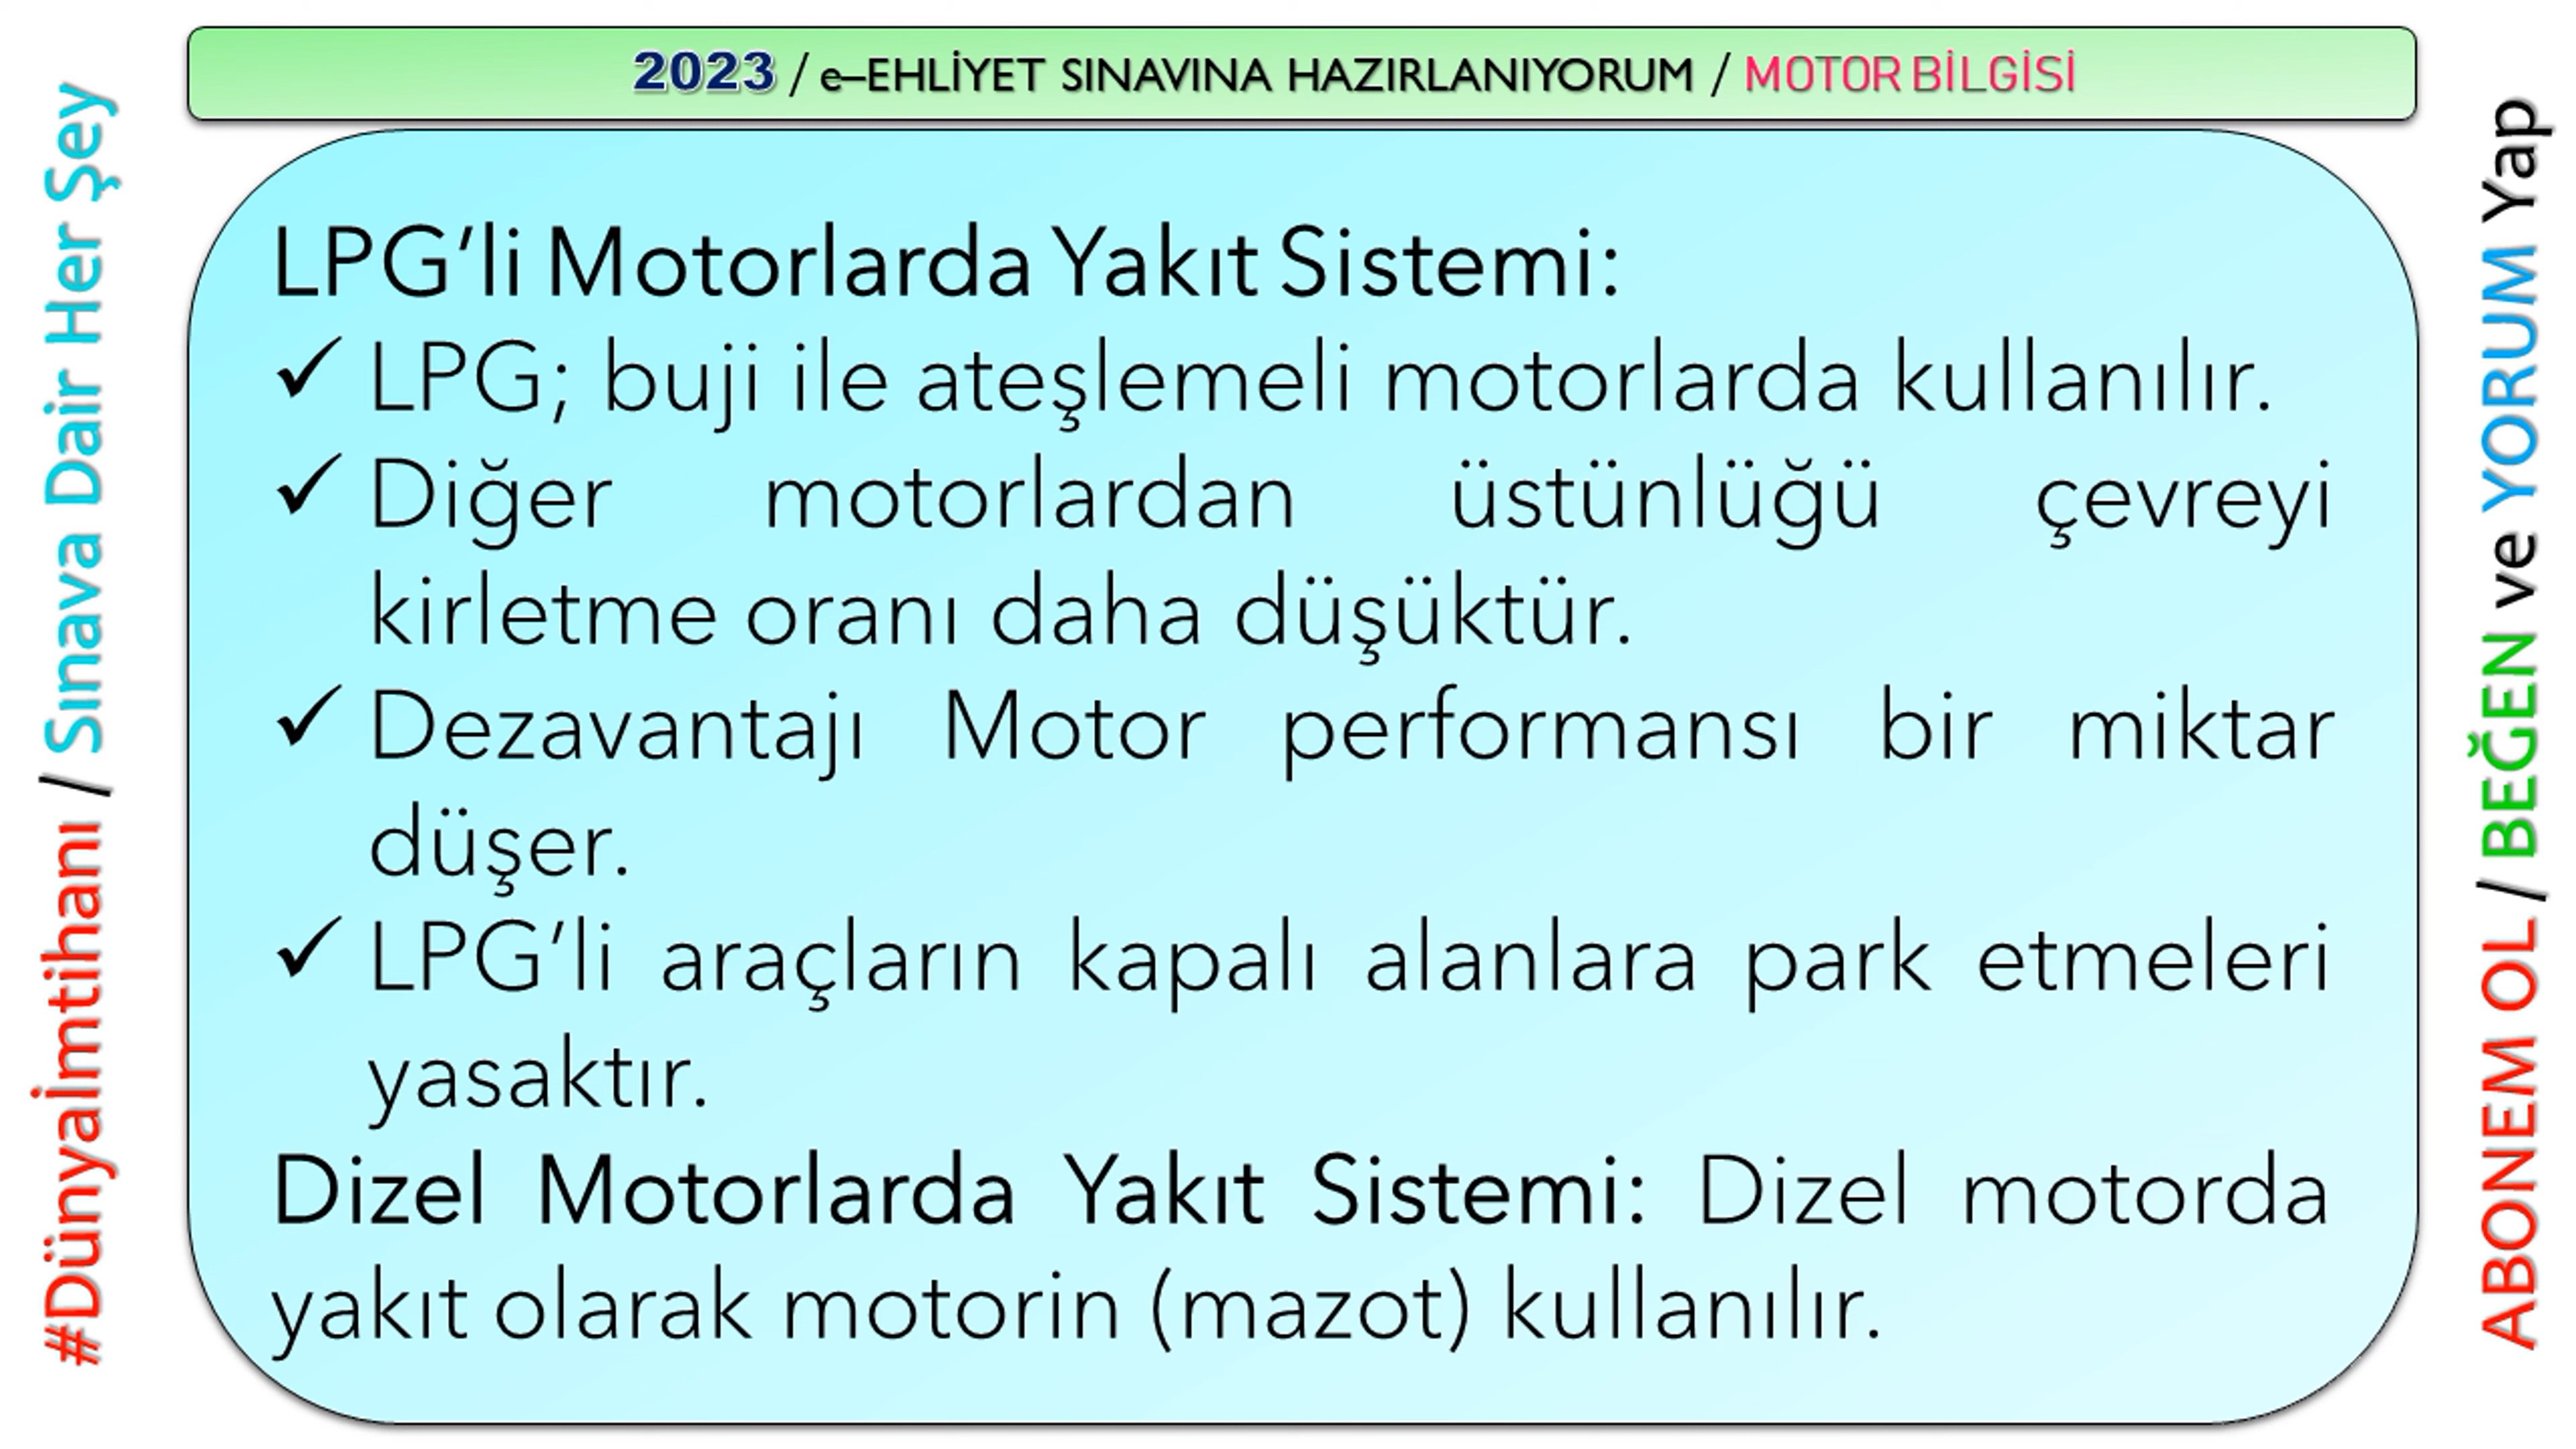 2023 / e–EHLİYET SINAVINA HAZIRLANIYORUM / MOTOR BİLGİSİ
#Dünyaİmtihanı / Sınava Dair Her Şey
LPG’li Motorlarda Yakıt Sistemi:
✓ LPG; buji ile ateşlemeli motorlarda kullanılır.
✓ Diğer motorlardan üstünlüğü çevreyi
kirletme oranı daha düşüktür.
✓ Dezavantajı Motor performansı bir miktar
düşer.
✓ LPG’li araçların kapalı alanlara park etmeleri
yasaktır.
Dizel Motorlarda Yakıt Sistemi: Dizel motorda
yakıt olarak motorin (mazot) kullanılır.
ABONEM OL / BEĞEN ve YORUM Yap